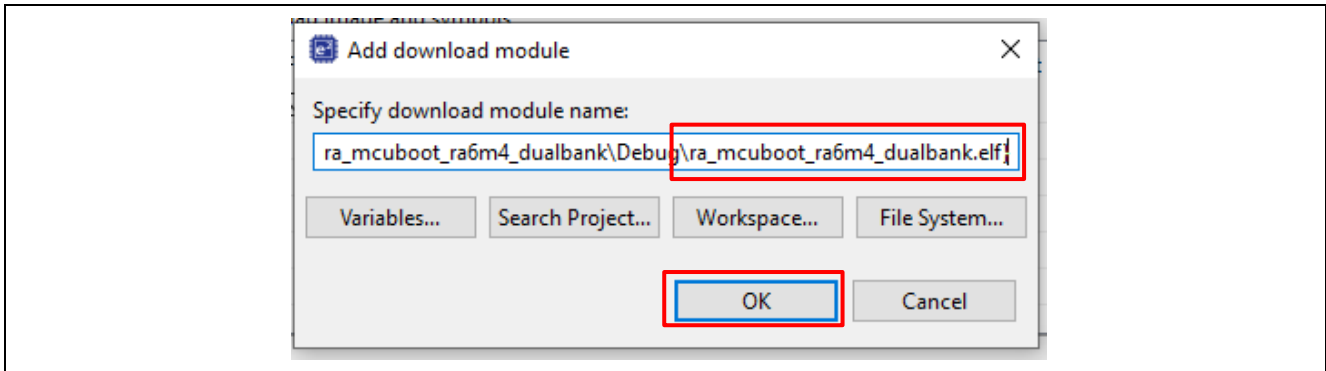 Add download module
Specify download module name:
ra_mcuboot_ra6m4_dualbank\Debug\ra_mcuboot_ra6m4_dualbank.elf}
Variables... Search Project... Workspace... File System...
OK Cancel